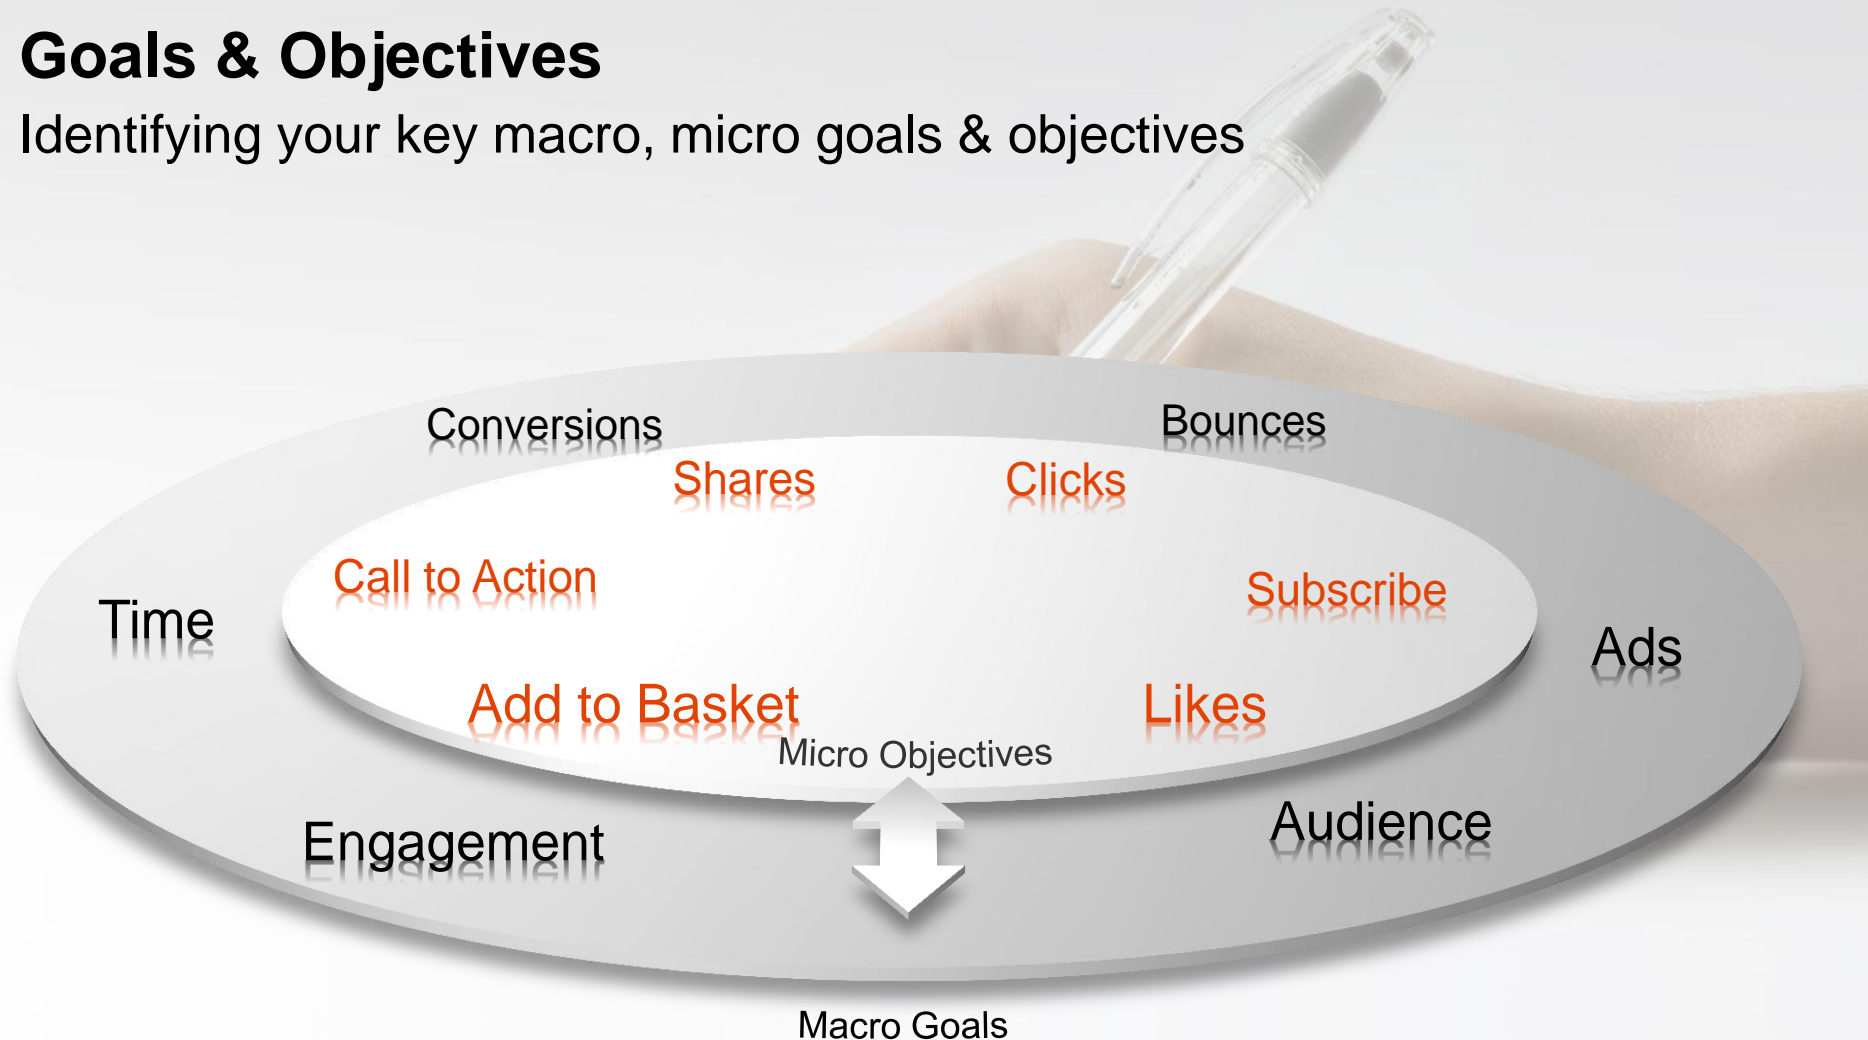 Goals & Objectives
Identifying your key macro, micro goals & objectives
Conversions
Bounces
Shares
Clicks
Call to Action
Subscribe
Time
Ads
Add to Basket
Likes
Micro Objectives
Engagement
Audience
Macro Goals